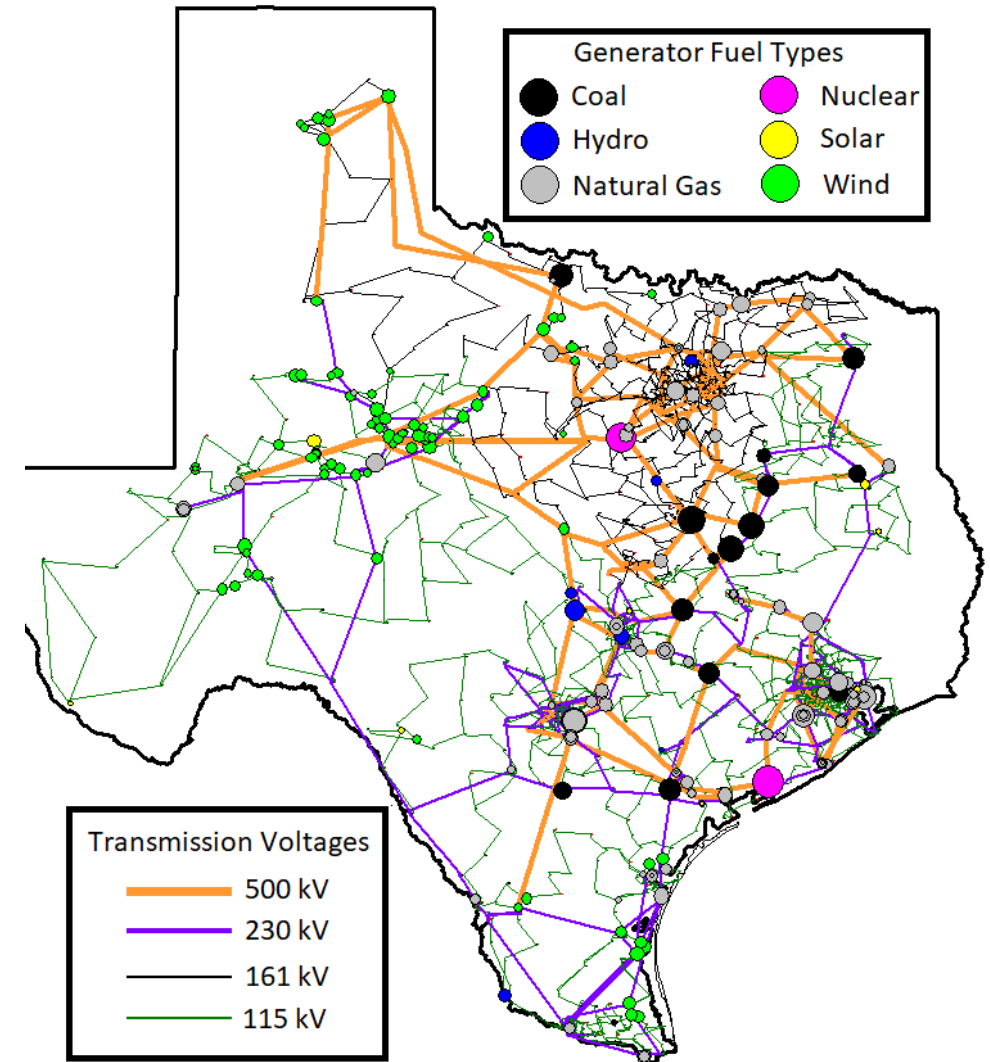 Generator Fuel Types
Coal
Nuclear
Hydro
Solar
Natural Gas
Wind
Transmission Voltages
500 kV
230 kV
161 kV
115 kV